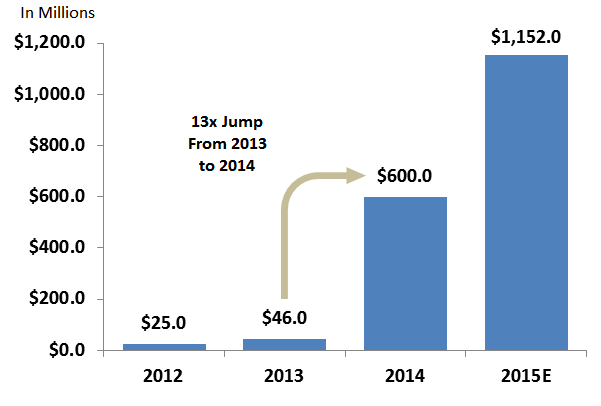 In Millions
$1,200.0
$1,000.0
$800.0
$600.0
$400.0
$200.0
$0.0
13x Jump
From 2013
to 2014
$25.0
$46.0
$600.0
$1,152.0
2012
2013
2014
2015E